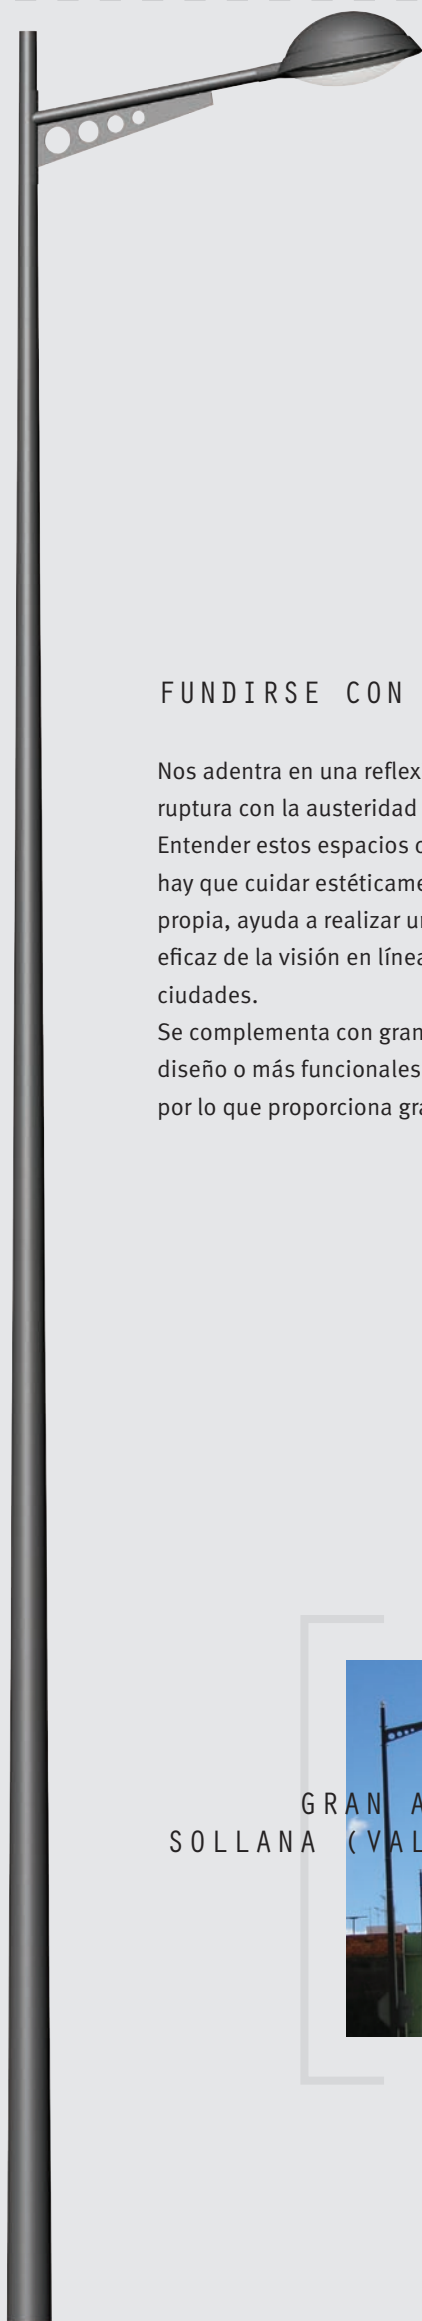 FUNDIRSE CON
Nos adentra en una reflex
ruptura con la austeridad
Entender estos espacios
hay que cuidar estéticame
propia, ayuda a realizar
eficaz de la visión en línea
ciudades.
Se complementa con gran
diseño o más funcionales
por lo que proporciona gra
GRAN A
SOLLANA (VAL